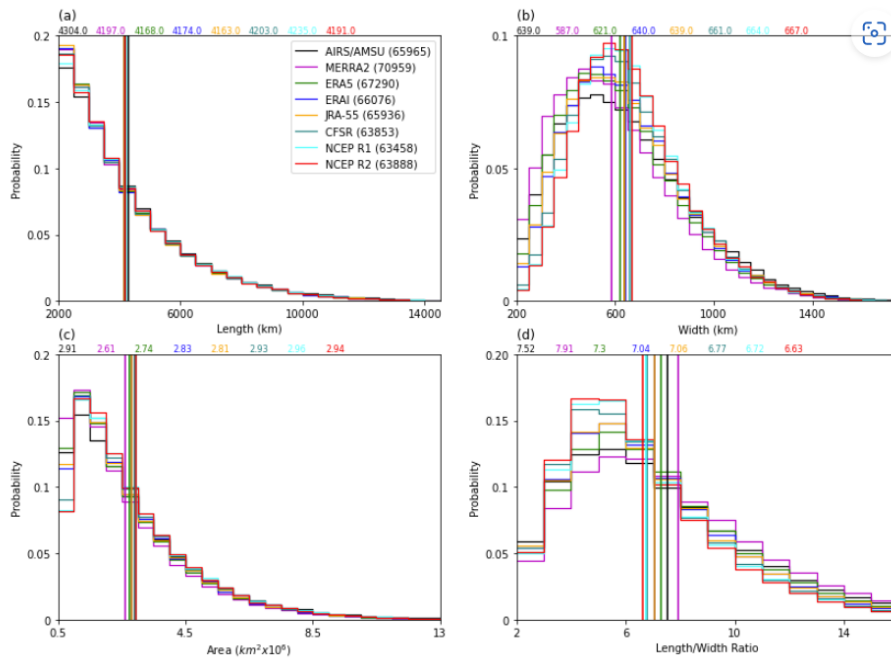 (a)
4304.0 4197.0 4168.0 4174.0 4163.0 4203.0 4235.0 4191.0
0.2
0.15
0.1
0.05
0
Probability
AIRS/AMSU (65965)
MERRA2 (70959)
ERA5 (67290)
ERAI (66076)
JRA-55 (65936)
CFSR (63853)
NCEP R1 (63458)
NCEP R2 (63888)
2000 6000 10000 14000
Length (km)
(b)
639.0 587.0 621.0 640.0 639.0 661.0 664.0 667.0
0.1
0.05
0
Probability
200 600 1000 1400
Width (km)
(c)
2.91 2.61 2.74 2.83 2.81 2.93 2.96 2.94
0.2
0.15
0.1
0.05
0
Probability
0.5 4.5 8.5 13
Area (km²x10⁶)
(d)
7.52 7.91 7.3 7.04 7.06 6.77 6.72 6.63
0.20
0.15
0.1
0.05
0
Probability
2 6 10 14
Length/Width Ratio